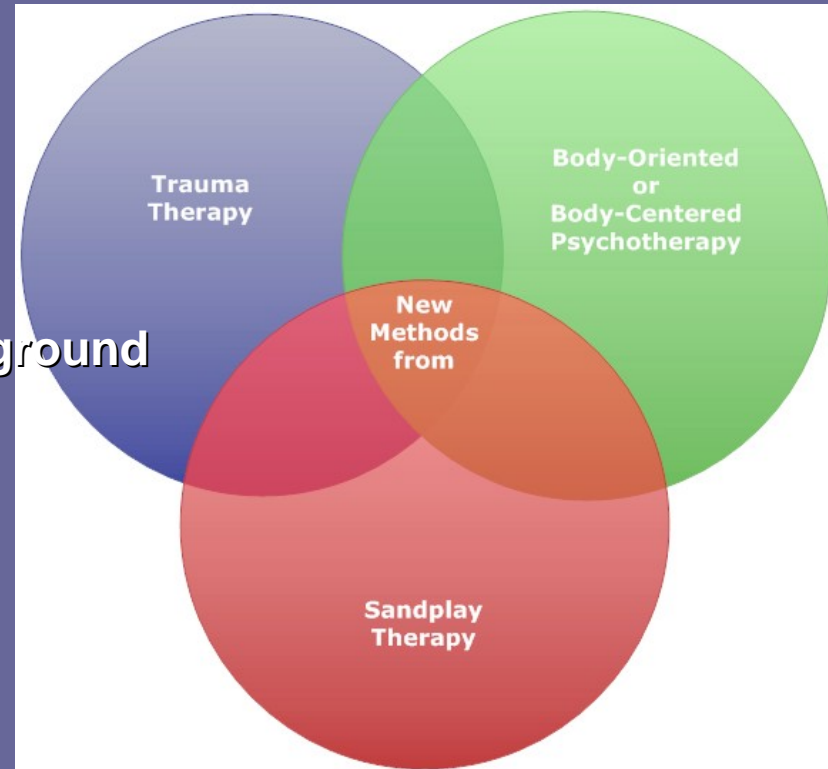 Trauma
Therapy
Body-Oriented
or
Body-Centered
Psychotherapy
New
Methods
from
ground
Sandplay
Therapy